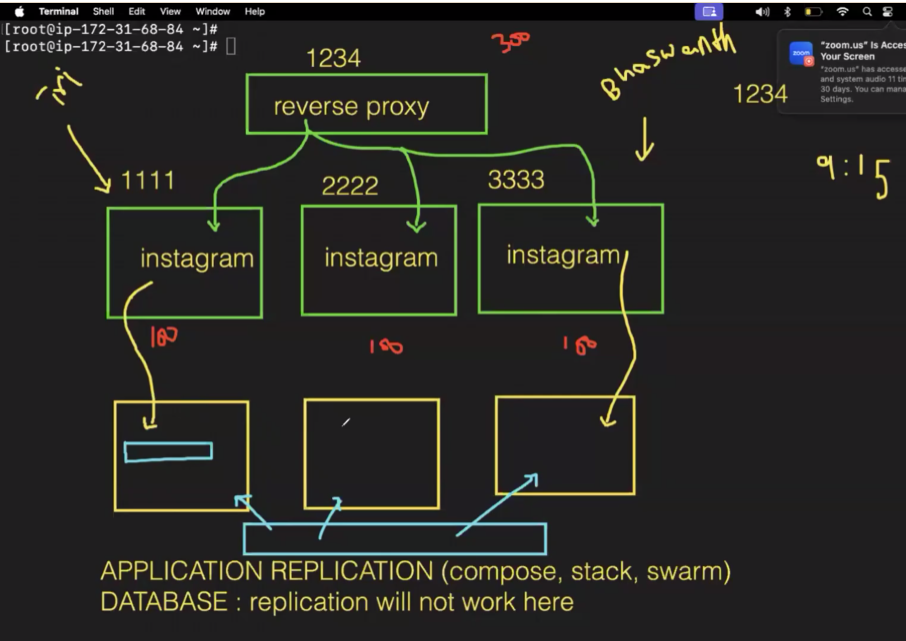 Terminal Shell Edit View Window Help
[root@ip-172-31-68-84 ~]#
[root@ip-172-31-68-84 ~]#
"zoom.us" Is Acces
Your Screen
"zoom.us" has accesse
and system audio 11 tir
30 days. You can mana
Settings.
zoom
300
Bhaswanth
1234
1234
reverse proxy
9:15
1111
2222
3333
instagram
instagram
instagram
100
100
100
APPLICATION REPLICATION (compose, stack, swarm)
DATABASE : replication will not work here